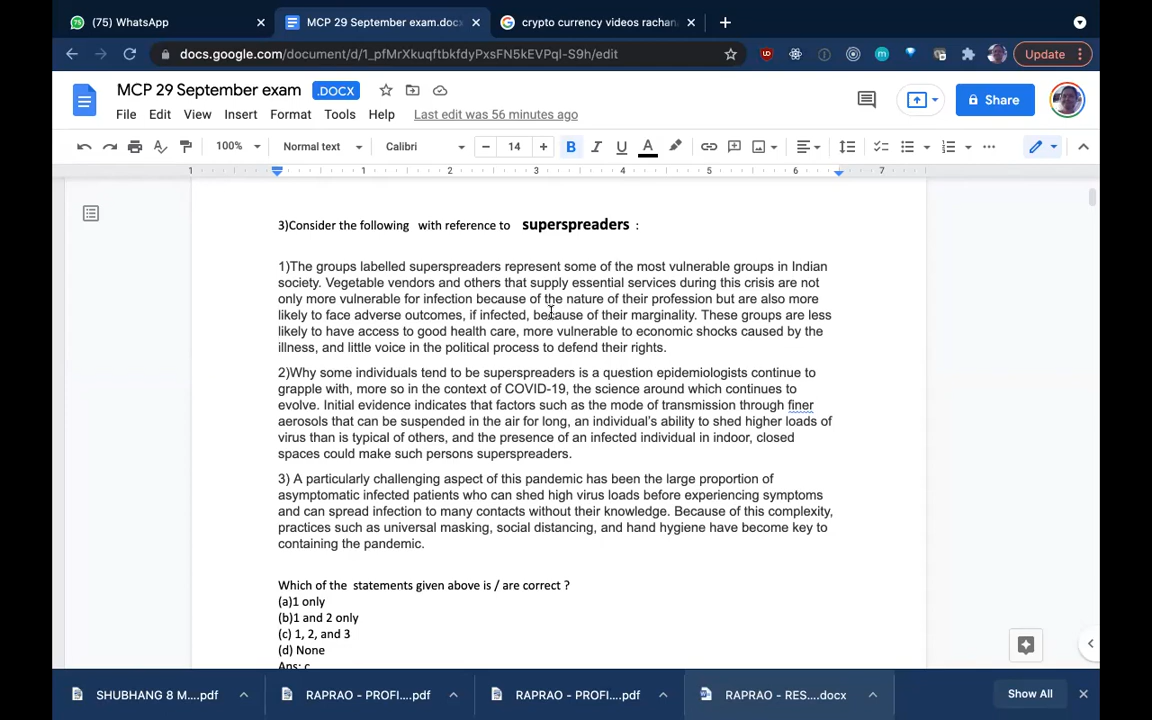 (75) WhatsApp
MCP 29 September exam.docx
crypto currency videos rachana
docs.google.com/document/d/1_pfMrXkuqftbkfdyPxsFN5kEVPql-S9h/edit
Update
MCP 29 September exam .DOCX
Share
File Edit View Insert Format Tools Help Last edit was 56 minutes ago
100% Normal text Calibri 14 B I U A
1 1 2 3 4 5 6 7
3)Consider the following with reference to superspreaders :
1)The groups labelled superspreaders represent some of the most vulnerable groups in Indian
society. Vegetable vendors and others that supply essential services during this crisis are not
only more vulnerable for infection because of the nature of their profession but are also more
likely to face adverse outcomes, if infected, because of their marginality. These groups are less
likely to have access to good health care, more vulnerable to economic shocks caused by the
illness, and little voice in the political process to defend their rights.
2)Why some individuals tend to be superspreaders is a question epidemiologists continue to
grapple with, more so in the context of COVID-19, the science around which continues to
evolve. Initial evidence indicates that factors such as the mode of transmission through finer
aerosols that can be suspended in the air for long, an individual's ability to shed higher loads of
virus than is typical of others, and the presence of an infected individual in indoor, closed
spaces could make such persons superspreaders.
3) A particularly challenging aspect of this pandemic has been the large proportion of
asymptomatic infected patients who can shed high virus loads before experiencing symptoms
and can spread infection to many contacts without their knowledge. Because of this complexity,
practices such as universal masking, social distancing, and hand hygiene have become key to
containing the pandemic.
Which of the statements given above is / are correct ?
(a)1 only
(b)1 and 2 only
(c) 1, 2, and 3
(d) None
Ans: c
SHUBHANG 8 M....pdf
RAPRAO - PROFI....pdf
RAPRAO - PROFI....pdf
RAPRAO - RES....docx
Show All